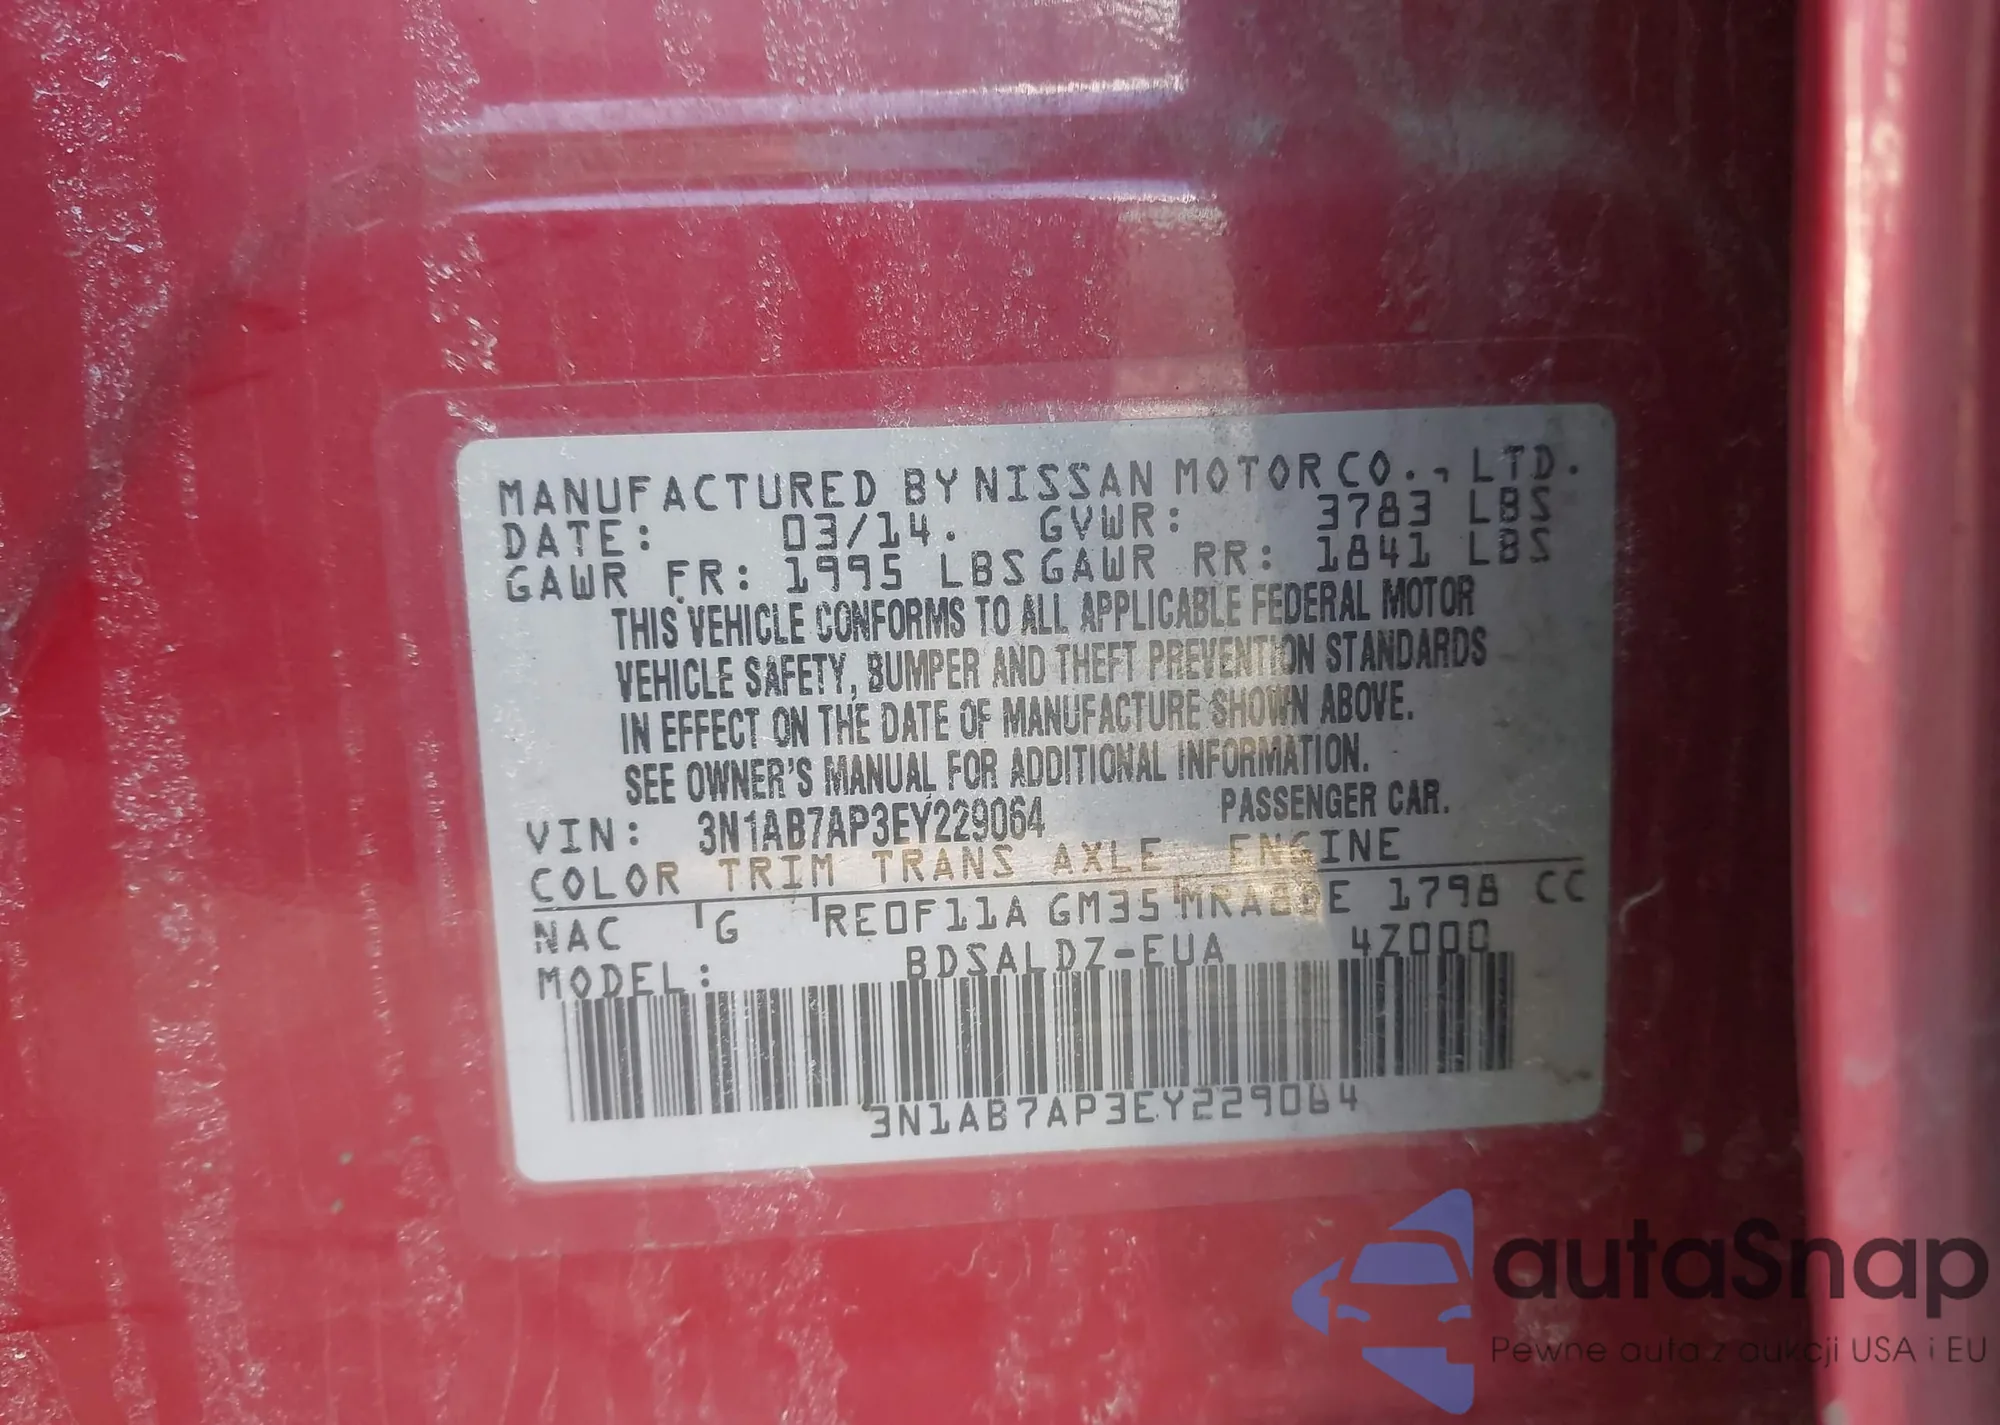 MANUFACTURED BY NISSAN MOTOR CO., LTD.
DATE: 03/14. GVWR: 3783 LBS
GAWR FR: 1995 LBS GAWR RR: 1841 LBS
THIS VEHICLE CONFORMS TO ALL APPLICABLE FEDERAL MOTOR
VEHICLE SAFETY, BUMPER AND THEFT PREVENTION STANDARDS
IN EFFECT ON THE DATE OF MANUFACTURE SHOWN ABOVE.
SEE OWNER'S MANUAL FOR ADDITIONAL INFORMATION.
VIN: 3N1AB7AP3EY229064 PASSENGER CAR.
COLOR TRIM TRANS AXLE ENGINE
NAC G RE0F11A GM35 MRA8DE 1798 CC
MODEL: BDSALDZ-EUA 4Z000
3N1AB7AP3EY229064
autaSnap
Pewne auta z aukcji USA i EU